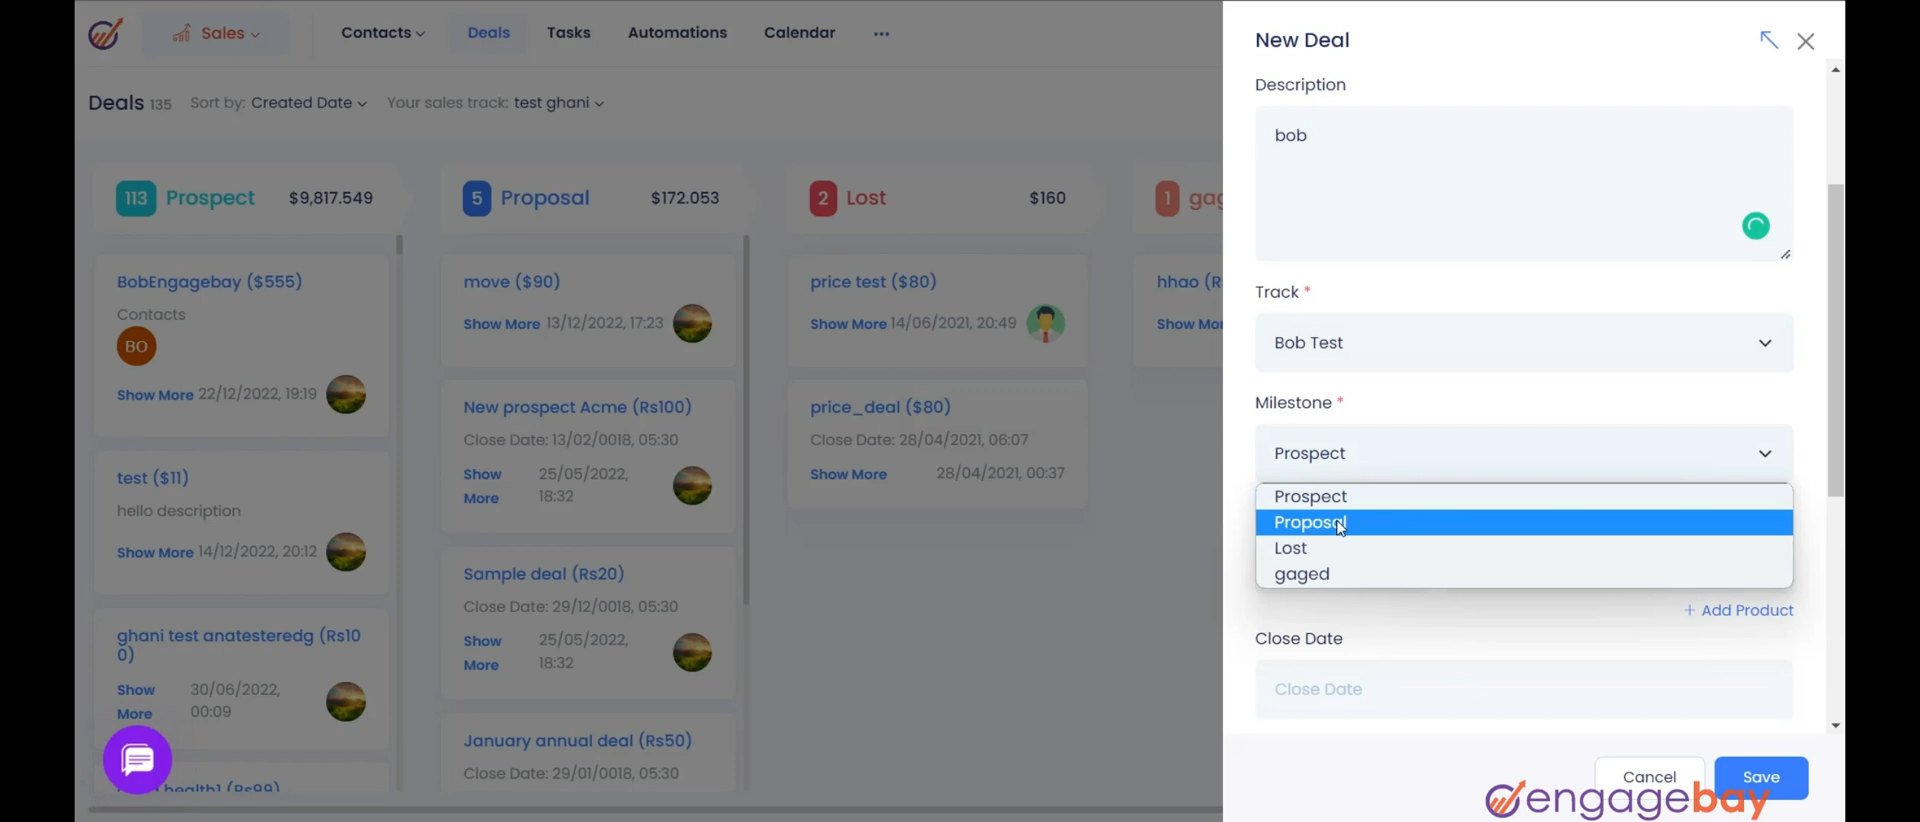 Sales
Contacts
Deals
Tasks
Automations
Calendar
Deals 135 Sort by: Created Date Your sales track: test ghani
113 Prospect $9,817.549
BobEngagebay ($555)
Contacts
BO
Show More 22/12/2022, 19:19
test ($11)
hello description
Show More 14/12/2022, 20:12
ghani test anatesteredg (Rs10
0)
Show 30/06/2022,
More 00:09
health1 (Rs99)
5 Proposal $172.053
move ($90)
Show More 13/12/2022, 17:23
New prospect Acme (Rs100)
Close Date: 13/02/0018, 05:30
Show 25/05/2022,
More 18:32
Sample deal (Rs20)
Close Date: 29/12/0018, 05:30
Show 25/05/2022,
More 18:32
January annual deal (Rs50)
Close Date: 29/01/0018, 05:30
2 Lost $160
price test ($80)
Show More 14/06/2021, 20:49
price_deal ($80)
Close Date: 28/04/2021, 06:07
Show More 28/04/2021, 00:37
1 gag
hhao (R
Show Mor
New Deal
Description
bob
Track *
Bob Test
Milestone *
Prospect
Prospect
Proposal
Lost
gaged
+ Add Product
Close Date
Close Date
Cancel
Save
engagebay